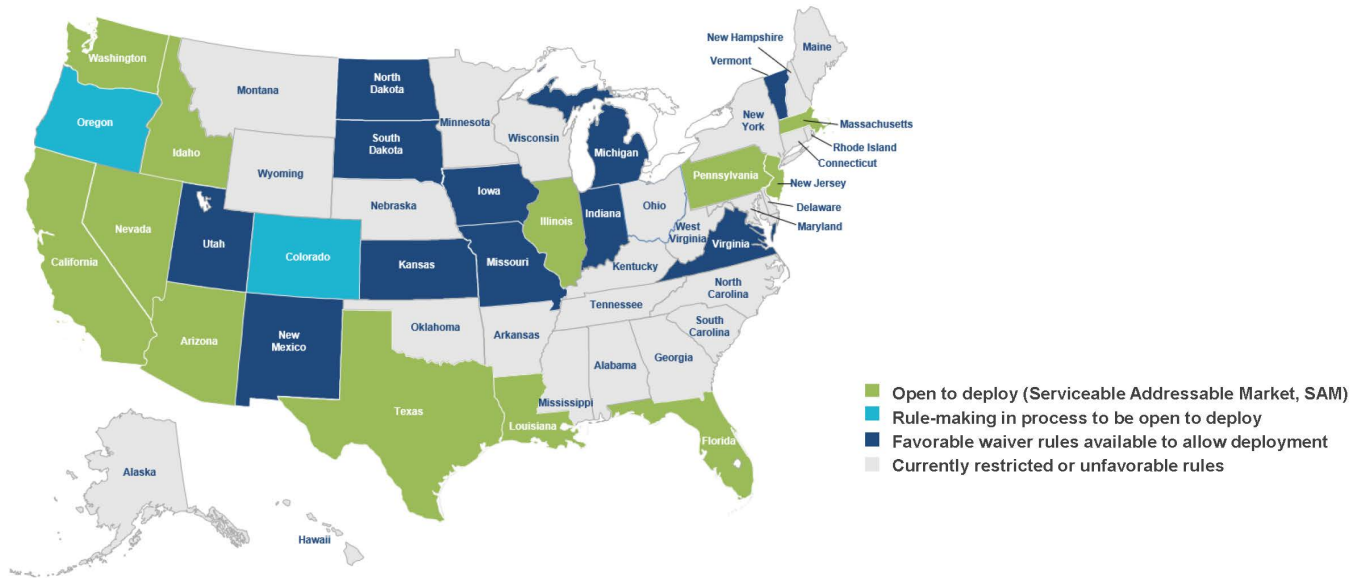 Washington
Oregon
Idaho
Montana
North
Dakota
South
Dakota
Minnesota
Wisconsin
Michigan
New Hampshire
Vermont
Maine
New
York
Massachusetts
Rhode Island
Connecticut
Pennsylvania
New Jersey
Delaware
Maryland
Wyoming
Nebraska
Iowa
Illinois
Indiana
Ohio
West
Virginia
Virginia
Nevada
California
Utah
Colorado
Kansas
Missouri
Kentucky
North
Carolina
Tennessee
South
Carolina
Arizona
New
Mexico
Oklahoma
Arkansas
Texas
Louisiana
Mississippi
Alabama
Georgia
Florida
Alaska
Hawaii
Open to deploy (Serviceable Addressable Market, SAM)
Rule-making in process to be open to deploy
Favorable waiver rules available to allow deployment
Currently restricted or unfavorable rules